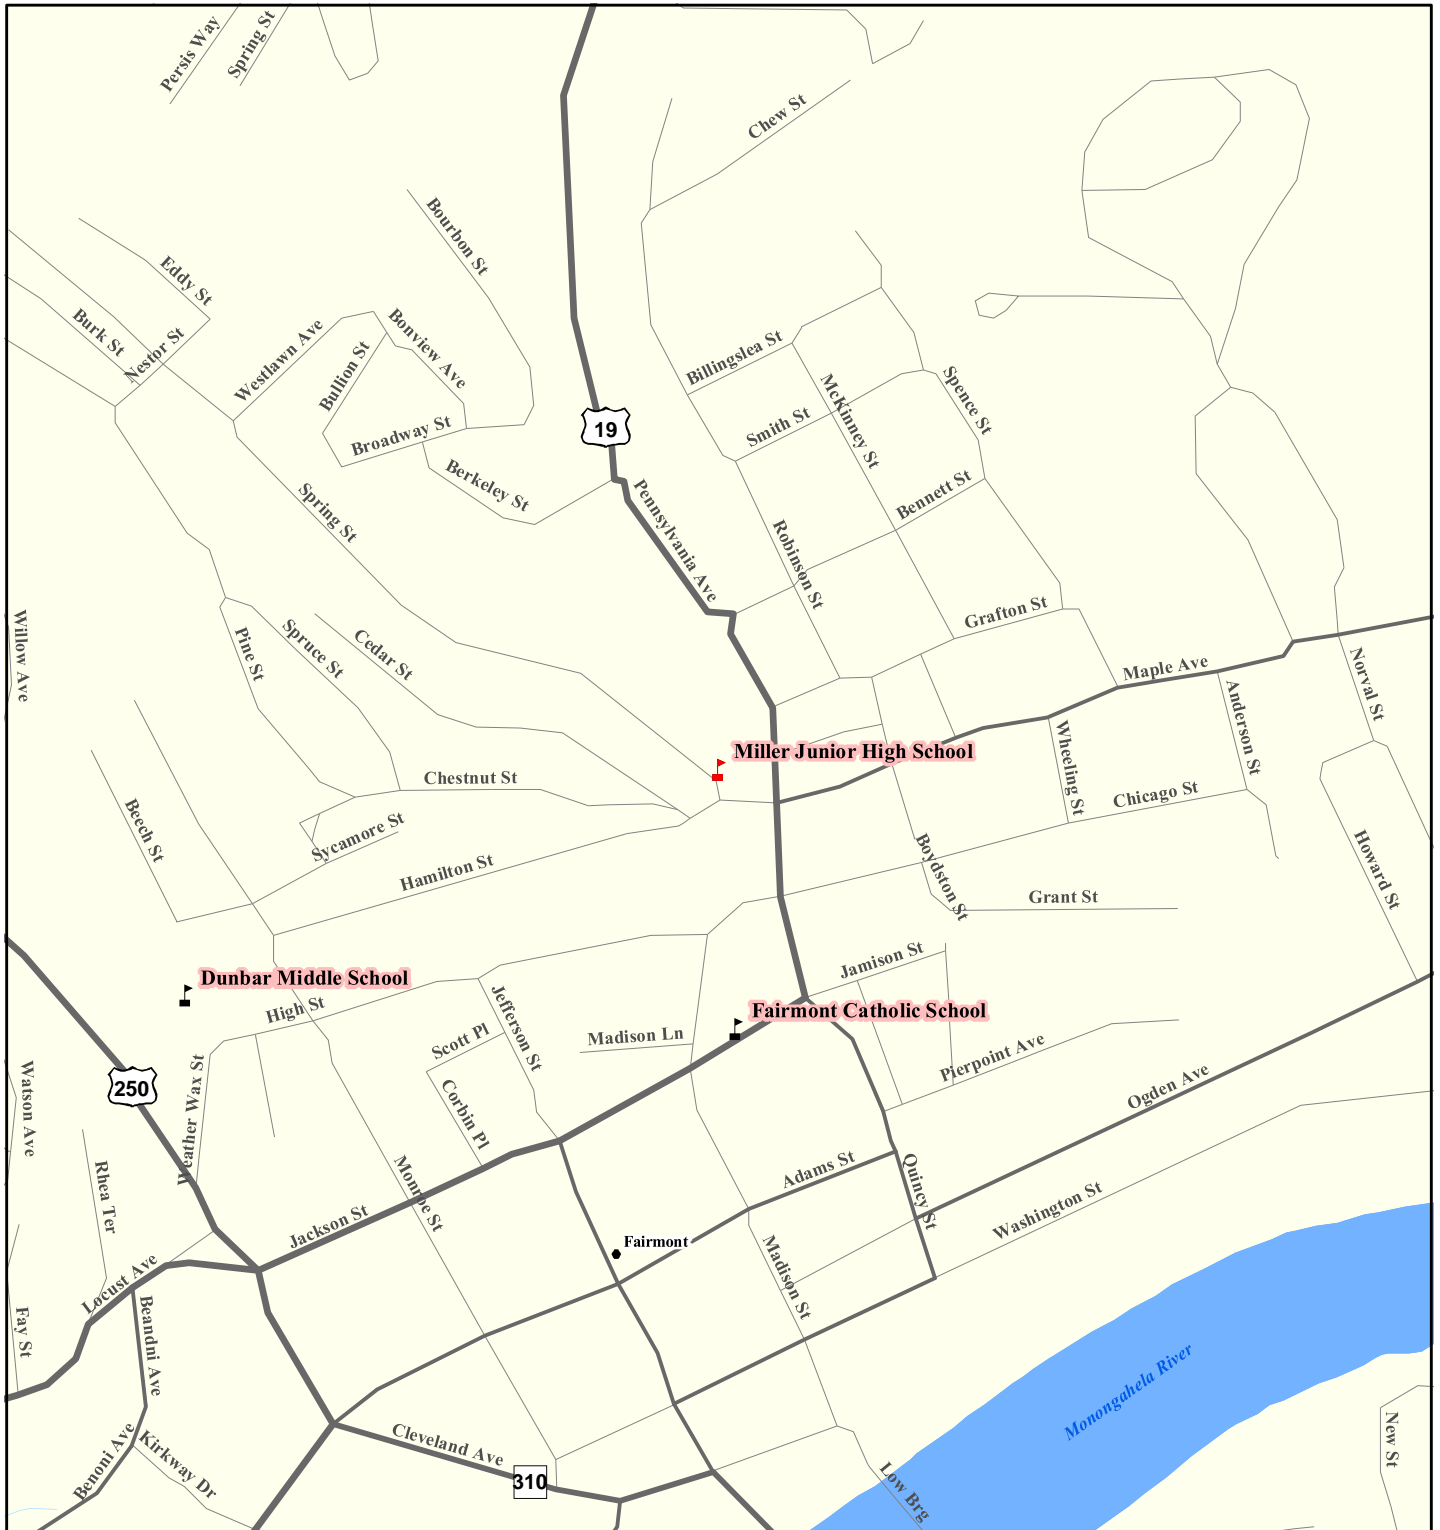 Persis Way
Spring St
Chew St
Bourbon St
Eddy St
Burk St
Nestor St
Westlawn Ave
Bonview Ave
Bullion St
Broadway St
Berkeley St
Billingslea St
McKinney St
Spence St
Smith St
19
Spring St
Pennsylvania Ave
Bennett St
Robinson St
Grafton St
Willow Ave
Pine St
Spruce St
Cedar St
Maple Ave
Norval St
Anderson St
Wheeling St
Miller Junior High School
Chestnut St
Chicago St
Beech St
Sycamore St
Hamilton St
Boydston St
Howard St
Grant St
Dunbar Middle School
Jamison St
High St
Jefferson St
Fairmont Catholic School
Scott Pl
Madison Ln
Pierpoint Ave
Watson Ave
250
Heather Wax St
Corbin Pl
Ogden Ave
Rhea Ter
Monroe St
Adams St
Quincy St
Jackson St
Washington St
Fairmont
Madison St
Locust Ave
Fay St
Beandni Ave
Monongahela River
Cleveland Ave
Benoni Ave
Kirkway Dr
310
Low Brg
New St